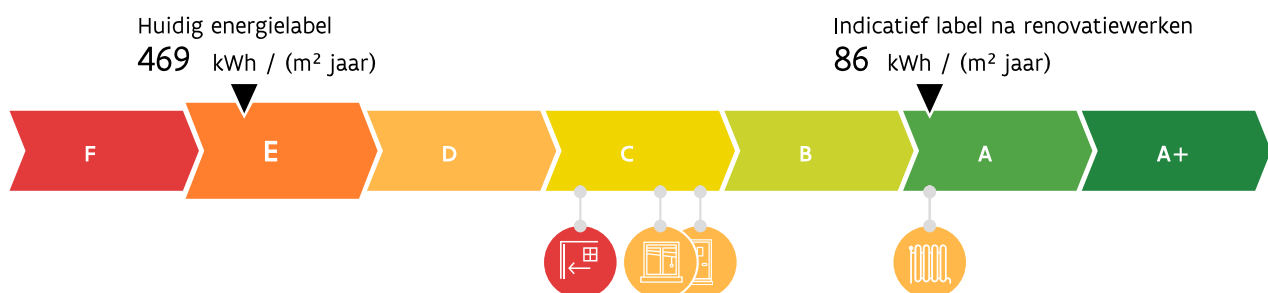 Huidig energielabel
469 kWh / (m² jaar)
Indicatief label na renovatiewerken
86 kWh / (m² jaar)
F E D C B A A+